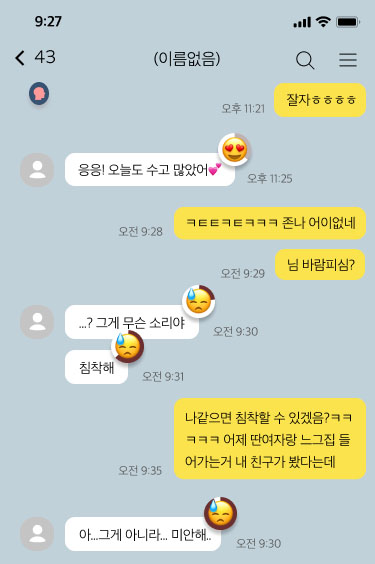 9:27
43
(이름없음)
오후 11:21
잘자ㅎㅎㅎㅎ
응응! 오늘도 수고 많았어💕
오후 11:25
오전 9:28
ㅋㅌㅌㅋㅌㅋㅋㅋ 존나 어이없네
오전 9:29
님 바람피심?
...? 그게 무슨 소리야
오전 9:30
침착해
오전 9:31
나같으면 침착할 수 있겠음?ㅋㅋ
ㅋㅋㅋ 어제 딴여자랑 느그집 들
어가는거 내 친구가 봤다는데
오전 9:35
아...그게 아니라... 미안해..
오전 9:30